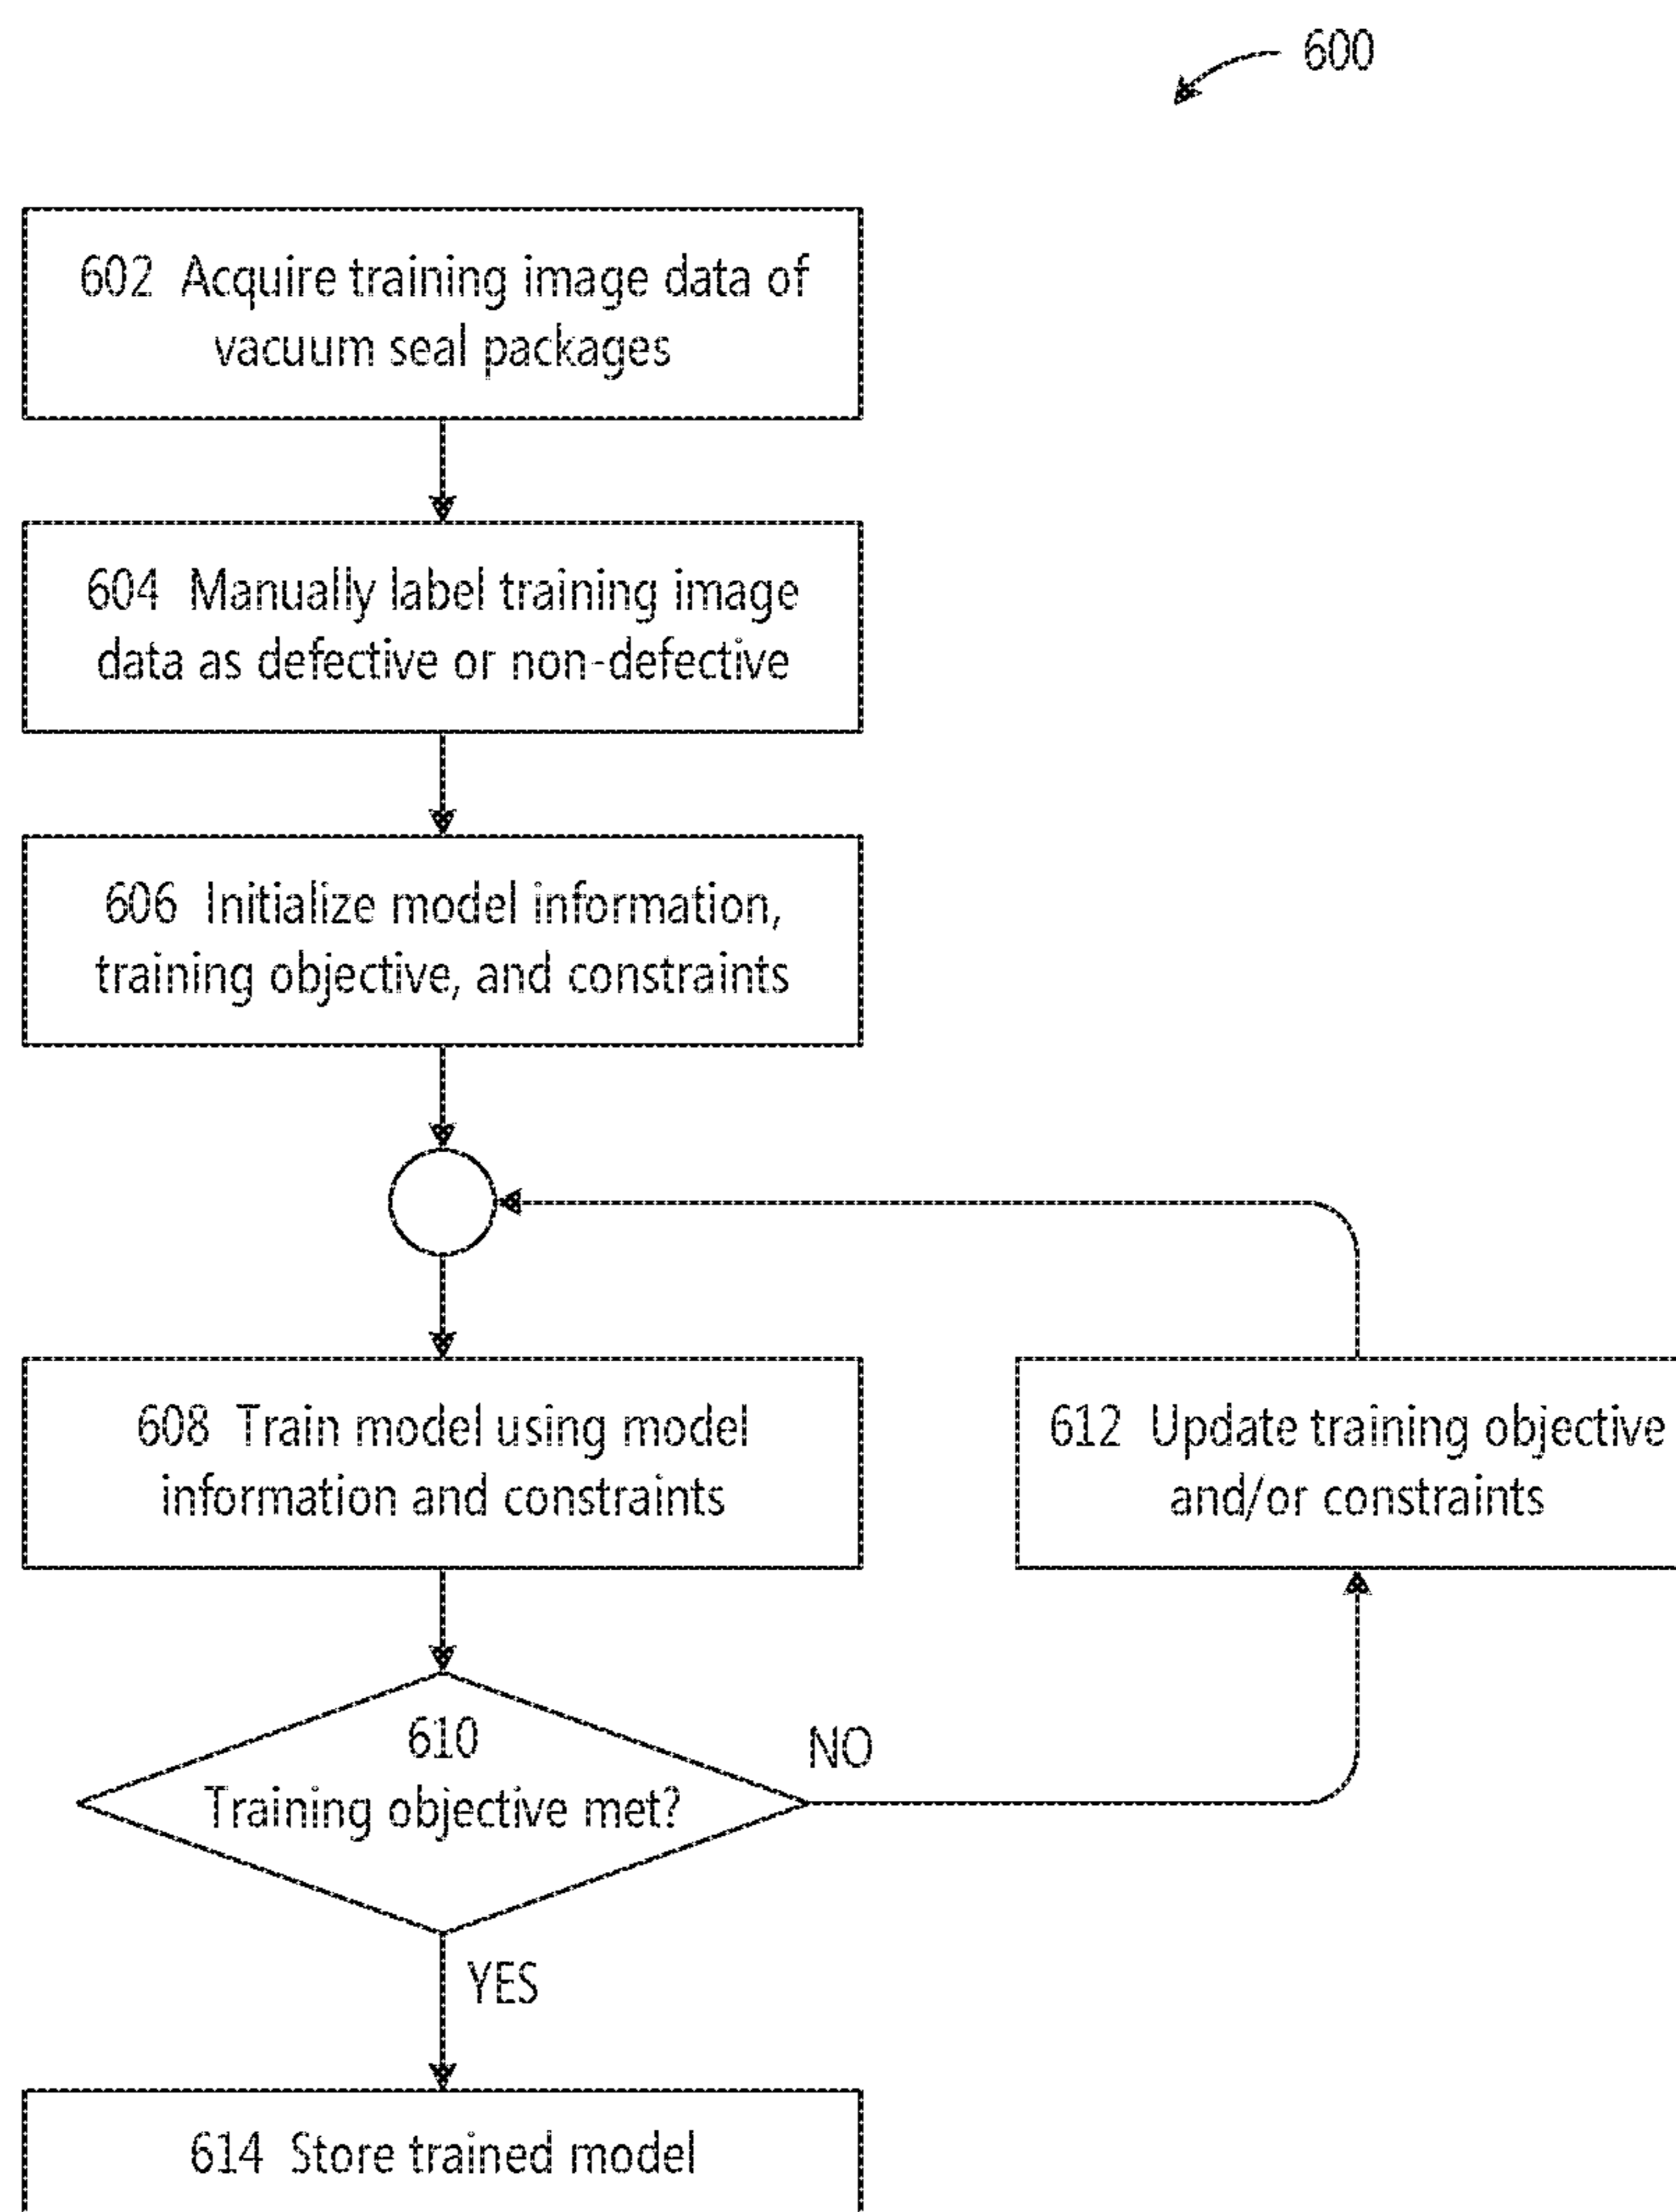 600
602 Acquire training image data of
vacuum seal packages
604 Manually label training image
data as defective or non-defective
606 Initialize model information,
training objective, and constraints
608 Train model using model
information and constraints
612 Update training objective
and/or constraints
610
Training objective met?
NO
YES
614 Store trained model